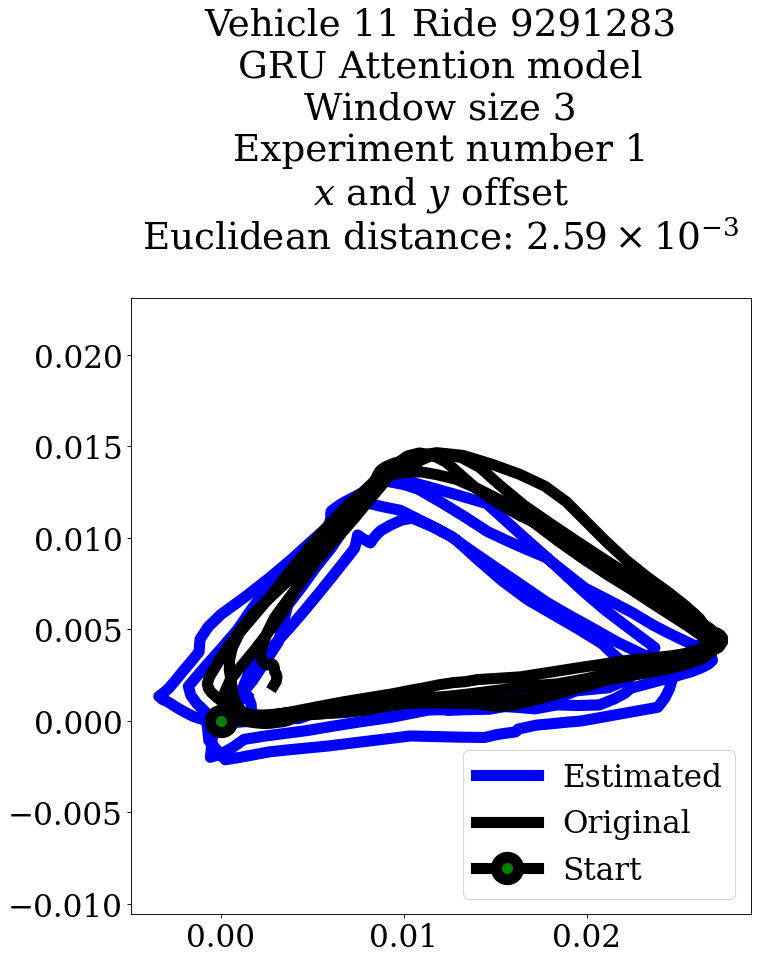 Vehicle 11 Ride 9291283
GRU Attention model
Window size 3
Experiment number 1
x and y offset
Euclidean distance: 2.59 × 10⁻³
0.020
0.015
0.010
0.005
0.000
−0.005
−0.010
Estimated
Original
Start
0.00 0.01 0.02